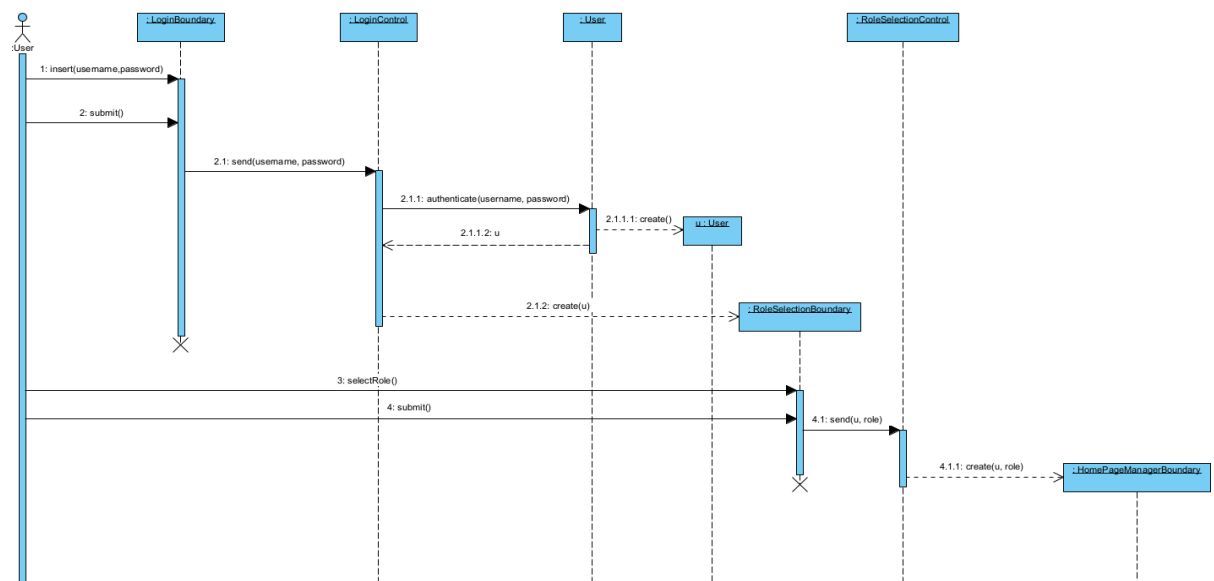 : LoginBoundary
: LoginControl
: User
: RoleSelectionControl
:User
1: insert(username,password)
2: submit()
2.1: send(username, password)
2.1.1: authenticate(username, password)
2.1.1.1: create()
u : User
2.1.1.2: u
2.1.2: create(u)
: RoleSelectionBoundary
3: selectRole()
4: submit()
4.1: send(u, role)
4.1.1: create(u, role)
: HomePageManagerBoundary